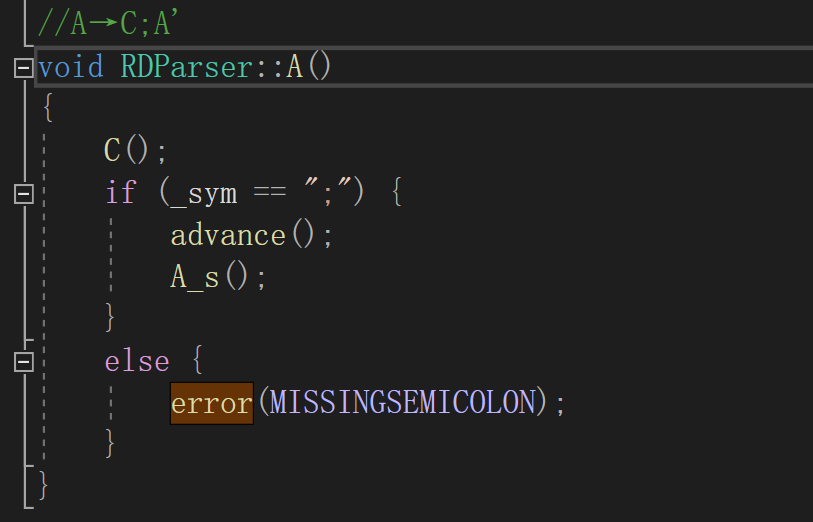 //A→C;A'
void RDParser::A()
{
C();
if (_sym == ";") {
advance();
A_s();
}
else {
error(MISSINGSEMICOLON);
}
}